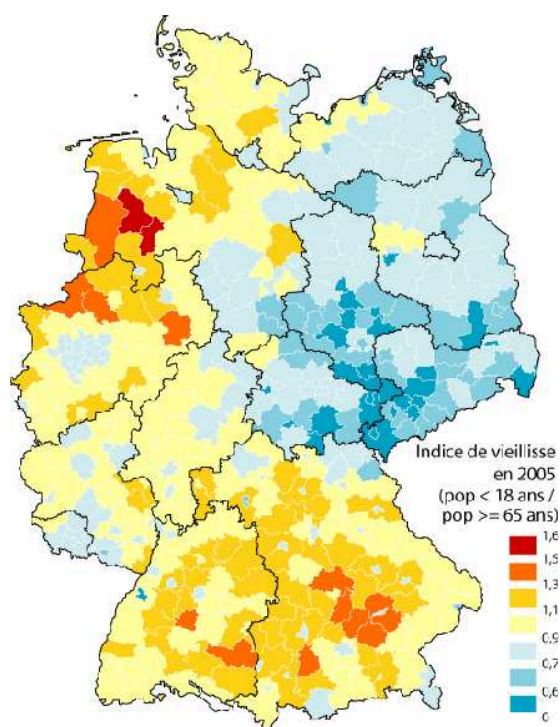 Indice de vieillisse
en 2005
(pop < 18 ans /
pop >= 65 ans)
1,6
1,5
1,3
1,1
0,9
0,7
0,6
0